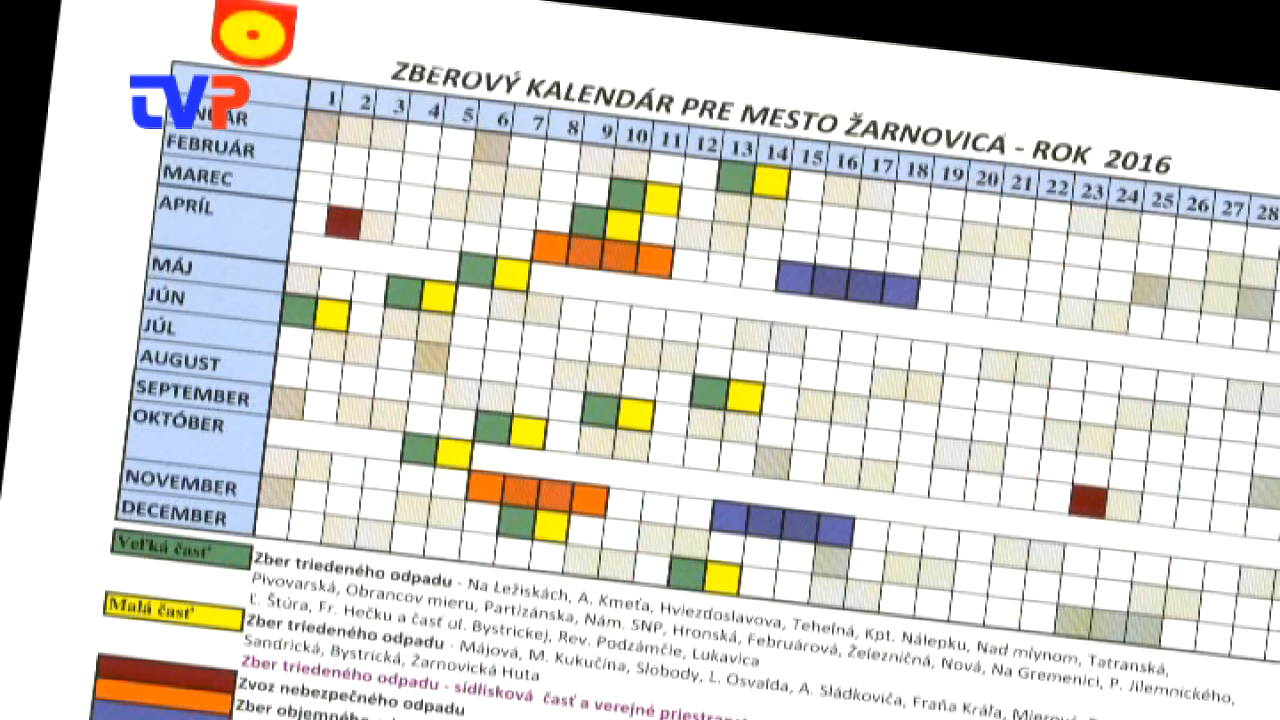 TVP
ZBEROVÝ KALENDÁR PRE MESTO ŽARNOVICA - ROK 2016
1 2 3 4 5 6 7 8 9 10 11 12 13 14 15 16 17 18 19 20 21 22 23 24 25 26 27 28
FEBRUÁR
MAREC
APRÍL
MÁJ
JÚN
JÚL
AUGUST
SEPTEMBER
OKTÓBER
NOVEMBER
DECEMBER
Veľká časť
Zber triedeného odpadu - Na Ležiskách, A. Kmeťa, Hviezdoslavova, Tehelná, Kpt. Nálepku, Nad mlynom, Tatranská,
Pivovarská, Obrancov mieru, Partizánska, Nám. SNP, Hronská, Februárová, Železničná, Nová, Na Gremenici, P. Jilemnického,
Ľ. Štúra, Fr. Hečku a časť ul. Bystrickej, Rev. Podzámčie, Lukavica
Malá časť
Zber triedeného odpadu - Májová, M. Kukučína, Slobody, L. Osvalda, A. Sládkoviča, Fraňa Kráľa, Mierová,
Sandrická, Bystrická, Žarnovická Huta
Zber triedeného odpadu - sídlisková časť a verejné
Zvoz nebezpečného odpadu
Zber objemného